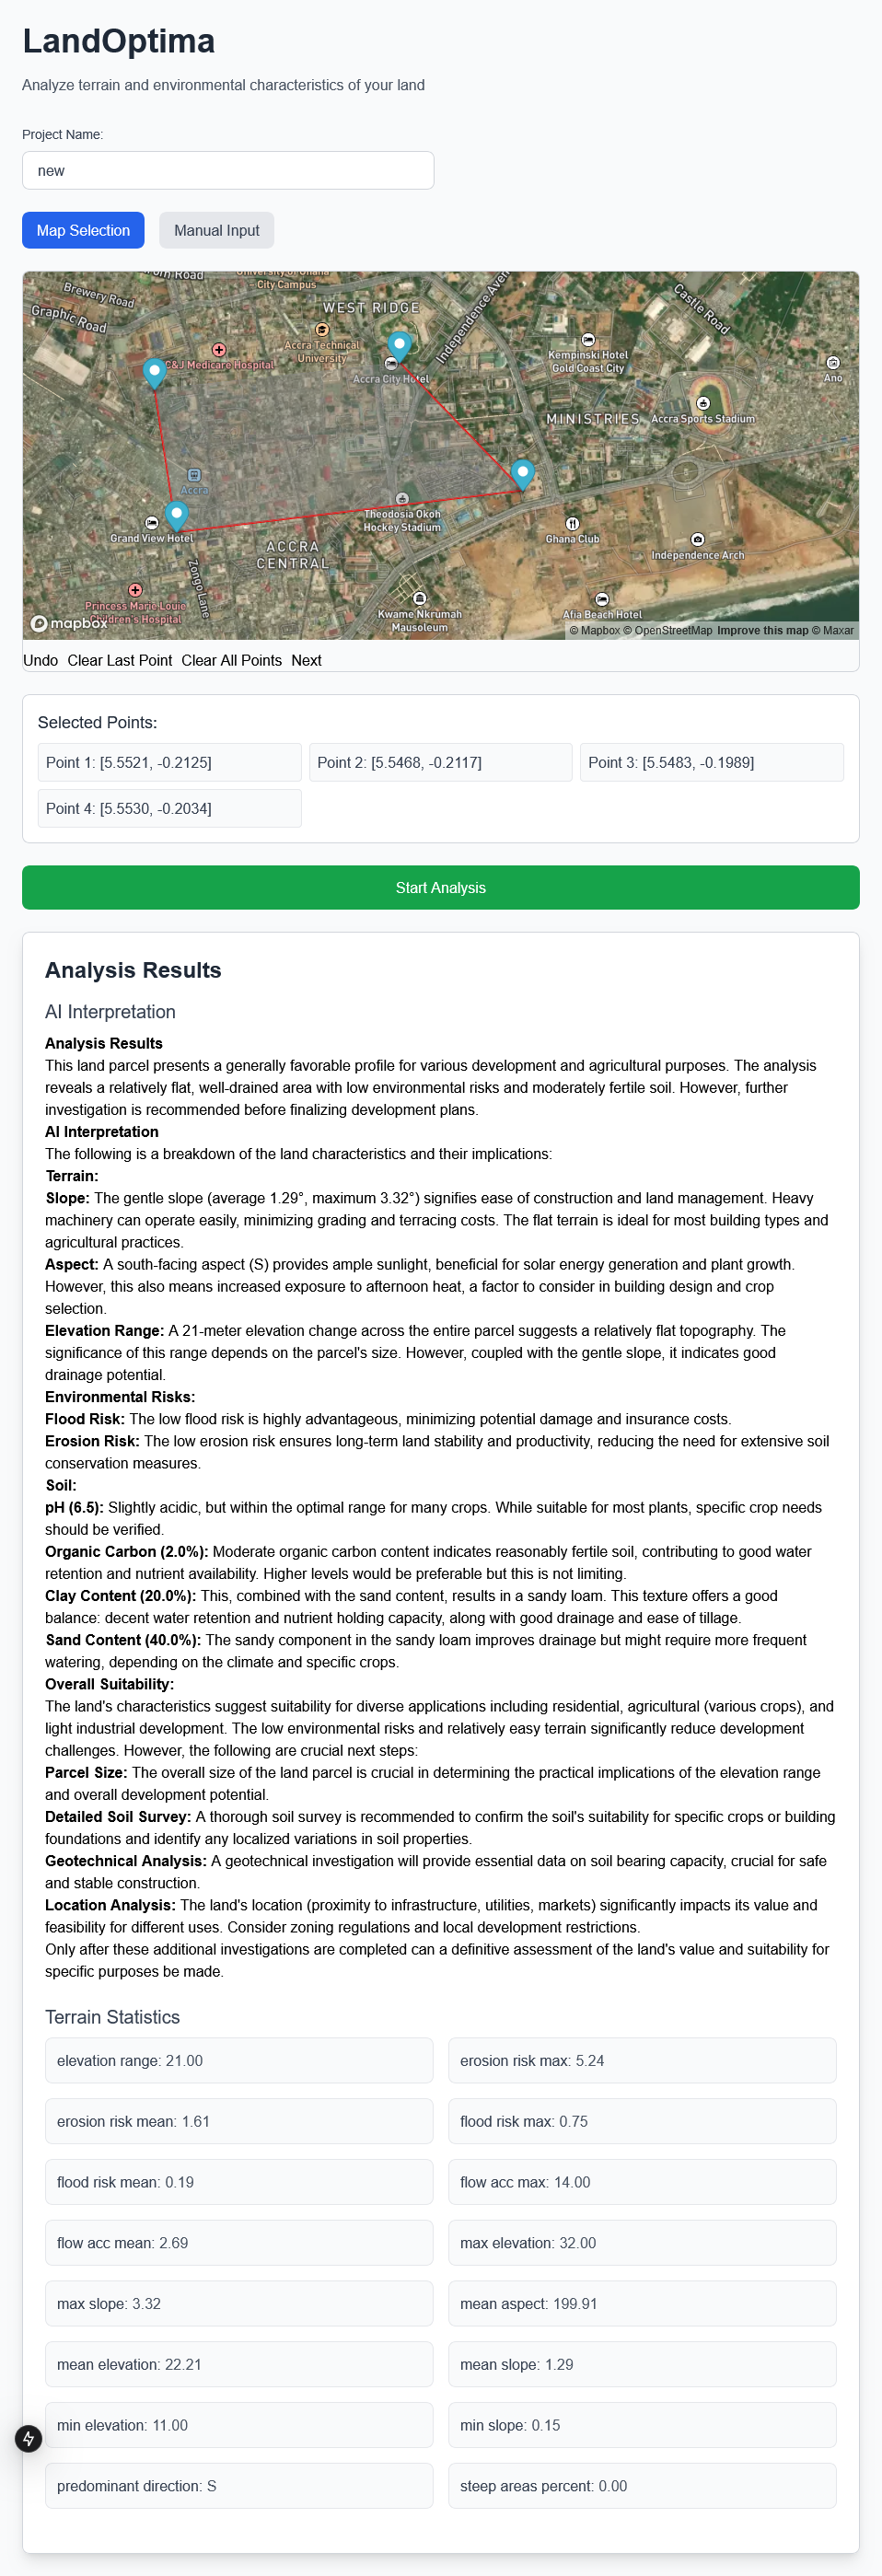 LandOptima
Analyze terrain and environmental characteristics of your land
Project Name:
new
Map Selection
Manual Input
Brewery Road
Graphic Road
Road
City Campus
WEST RIDGE
Independence Aven
Castle Road
Accra Technical
University
C&J Medicare Hospital
Accra City Hotel
Kempinski Hotel
Gold Coast City
Ano
MINISTRIES
Accra Sports Stadium
Accra
Theodosia Okoh
Hockey Stadium
Grand View Hotel
Ghana Club
ACCRA
CENTRAL
Independence Arch
Zongo Lane
Princess Marie Louie
Children's Hospital
Kwame Nkrumah
Mausoleum
Afia Beach Hotel
mapbox
© Mapbox © OpenStreetMap Improve this map © Maxar
Undo Clear Last Point Clear All Points Next
Selected Points:
Point 1: [5.5521, -0.2125]
Point 2: [5.5468, -0.2117]
Point 3: [5.5483, -0.1989]
Point 4: [5.5530, -0.2034]
Start Analysis
Analysis Results
AI Interpretation
Analysis Results
This land parcel presents a generally favorable profile for various development and agricultural purposes. The analysis
reveals a relatively flat, well-drained area with low environmental risks and moderately fertile soil. However, further
investigation is recommended before finalizing development plans.
AI Interpretation
The following is a breakdown of the land characteristics and their implications:
Terrain:
Slope: The gentle slope (average 1.29°, maximum 3.32°) signifies ease of construction and land management. Heavy
machinery can operate easily, minimizing grading and terracing costs. The flat terrain is ideal for most building types and
agricultural practices.
Aspect: A south-facing aspect (S) provides ample sunlight, beneficial for solar energy generation and plant growth.
However, this also means increased exposure to afternoon heat, a factor to consider in building design and crop
selection.
Elevation Range: A 21-meter elevation change across the entire parcel suggests a relatively flat topography. The
significance of this range depends on the parcel's size. However, coupled with the gentle slope, it indicates good
drainage potential.
Environmental Risks:
Flood Risk: The low flood risk is highly advantageous, minimizing potential damage and insurance costs.
Erosion Risk: The low erosion risk ensures long-term land stability and productivity, reducing the need for extensive soil
conservation measures.
Soil:
pH (6.5): Slightly acidic, but within the optimal range for many crops. While suitable for most plants, specific crop needs
should be verified.
Organic Carbon (2.0%): Moderate organic carbon content indicates reasonably fertile soil, contributing to good water
retention and nutrient availability. Higher levels would be preferable but this is not limiting.
Clay Content (20.0%): This, combined with the sand content, results in a sandy loam. This texture offers a good
balance: decent water retention and nutrient holding capacity, along with good drainage and ease of tillage.
Sand Content (40.0%): The sandy component in the sandy loam improves drainage but might require more frequent
watering, depending on the climate and specific crops.
Overall Suitability:
The land's characteristics suggest suitability for diverse applications including residential, agricultural (various crops), and
light industrial development. The low environmental risks and relatively easy terrain significantly reduce development
challenges. However, the following are crucial next steps:
Parcel Size: The overall size of the land parcel is crucial in determining the practical implications of the elevation range
and overall development potential.
Detailed Soil Survey: A thorough soil survey is recommended to confirm the soil's suitability for specific crops or building
foundations and identify any localized variations in soil properties.
Geotechnical Analysis: A geotechnical investigation will provide essential data on soil bearing capacity, crucial for safe
and stable construction.
Location Analysis: The land's location (proximity to infrastructure, utilities, markets) significantly impacts its value and
feasibility for different uses. Consider zoning regulations and local development restrictions.
Only after these additional investigations are completed can a definitive assessment of the land's value and suitability for
specific purposes be made.
Terrain Statistics
elevation range: 21.00
erosion risk max: 5.24
erosion risk mean: 1.61
flood risk max: 0.75
flood risk mean: 0.19
flow acc max: 14.00
flow acc mean: 2.69
max elevation: 32.00
max slope: 3.32
mean aspect: 199.91
mean elevation: 22.21
mean slope: 1.29
min elevation: 11.00
min slope: 0.15
predominant direction: S
steep areas percent: 0.00